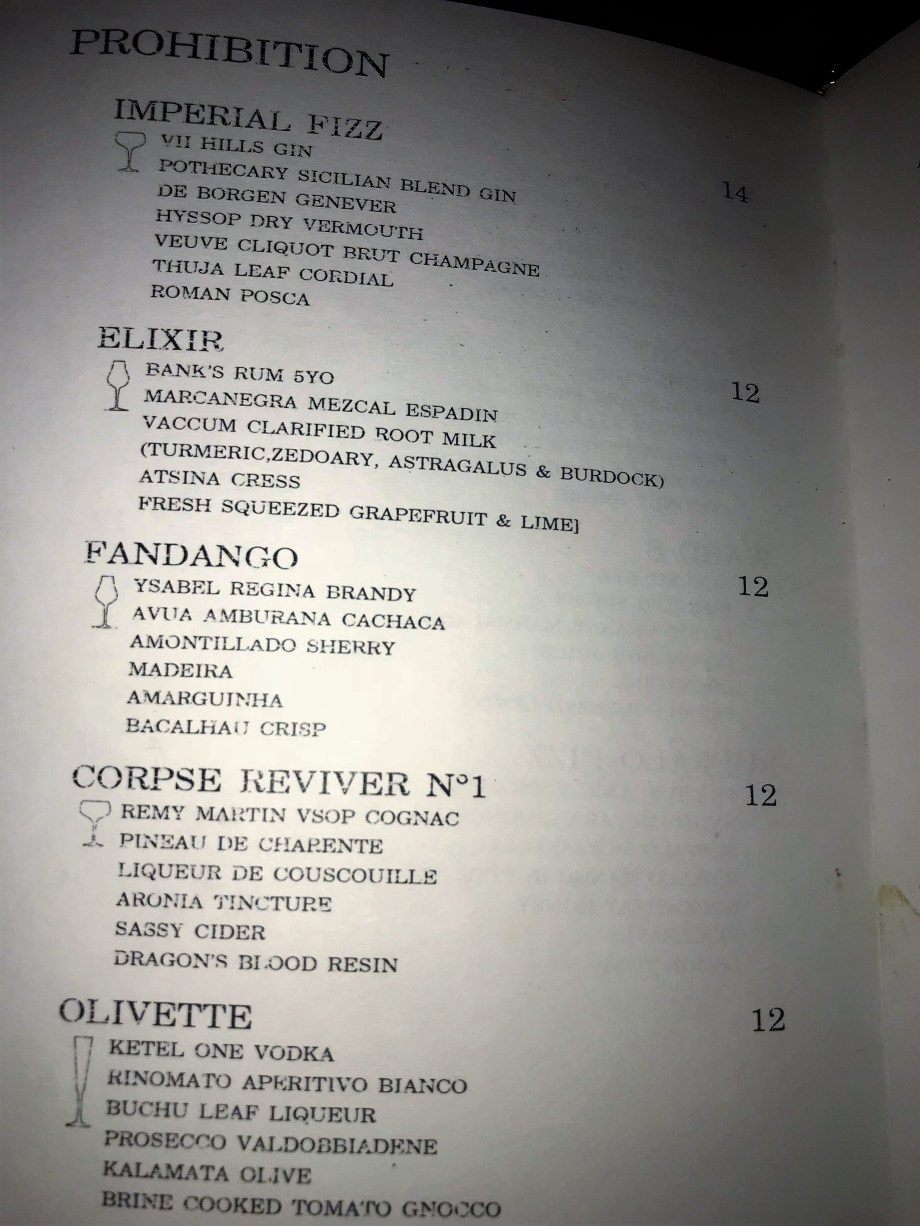 PROHIBITION
IMPERIAL FIZZ
VII HILLS GIN
POTHECARY SICILIAN BLEND GIN 14
DE BORGEN GENEVER
HYSSOP DRY VERMOUTH
VEUVE CLIQUOT BRUT CHAMPAGNE
THUJA LEAF CORDIAL
ROMAN POSCA
ELIXIR
BANK'S RUM 5YO 12
MARCANEGRA MEZCAL ESPADIN
VACCUM CLARIFIED ROOT MILK
(TURMERIC,ZEDOARY, ASTRAGALUS & BURDOCK)
ATSINA CRESS
FRESH SQUEEZED GRAPEFRUIT & LIME]
FANDANGO
YSABEL REGINA BRANDY 12
AVUA AMBURANA CACHACA
AMONTILLADO SHERRY
MADEIRA
AMARGUINHA
BACALHAU CRISP
CORPSE REVIVER Nº1 12
REMY MARTIN VSOP COGNAC
PINEAU DE CHARENTE
LIQUEUR DE COUSCOUILLE
ARONIA TINCTURE
SASSY CIDER
DRAGON'S BLOOD RESIN
OLIVETTE 12
KETEL ONE VODKA
RINOMATO APERITIVO BIANCO
BUCHU LEAF LIQUEUR
PROSECCO VALDOBBIADENE
KALAMATA OLIVE
BRINE COOKED TOMATO GNOCCO